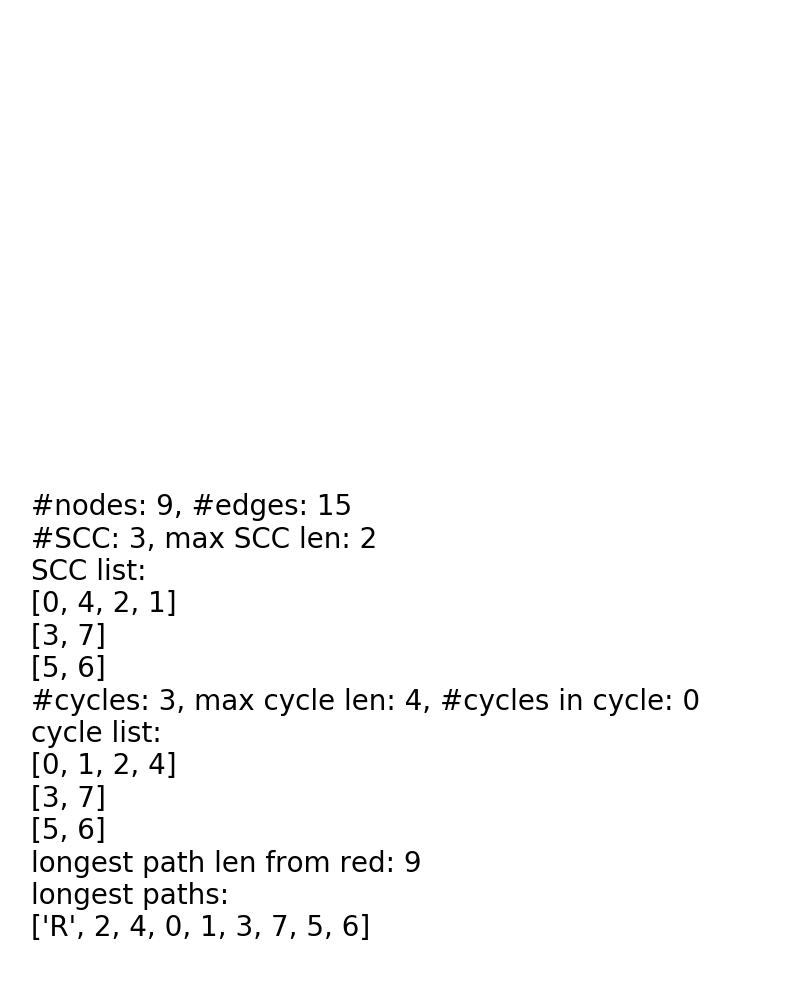 #nodes: 9, #edges: 15
#SCC: 3, max SCC len: 2
SCC list:
[0, 4, 2, 1]
[3, 7]
[5, 6]
#cycles: 3, max cycle len: 4, #cycles in cycle: 0
cycle list:
[0, 1, 2, 4]
[3, 7]
[5, 6]
longest path len from red: 9
longest paths:
['R', 2, 4, 0, 1, 3, 7, 5, 6]